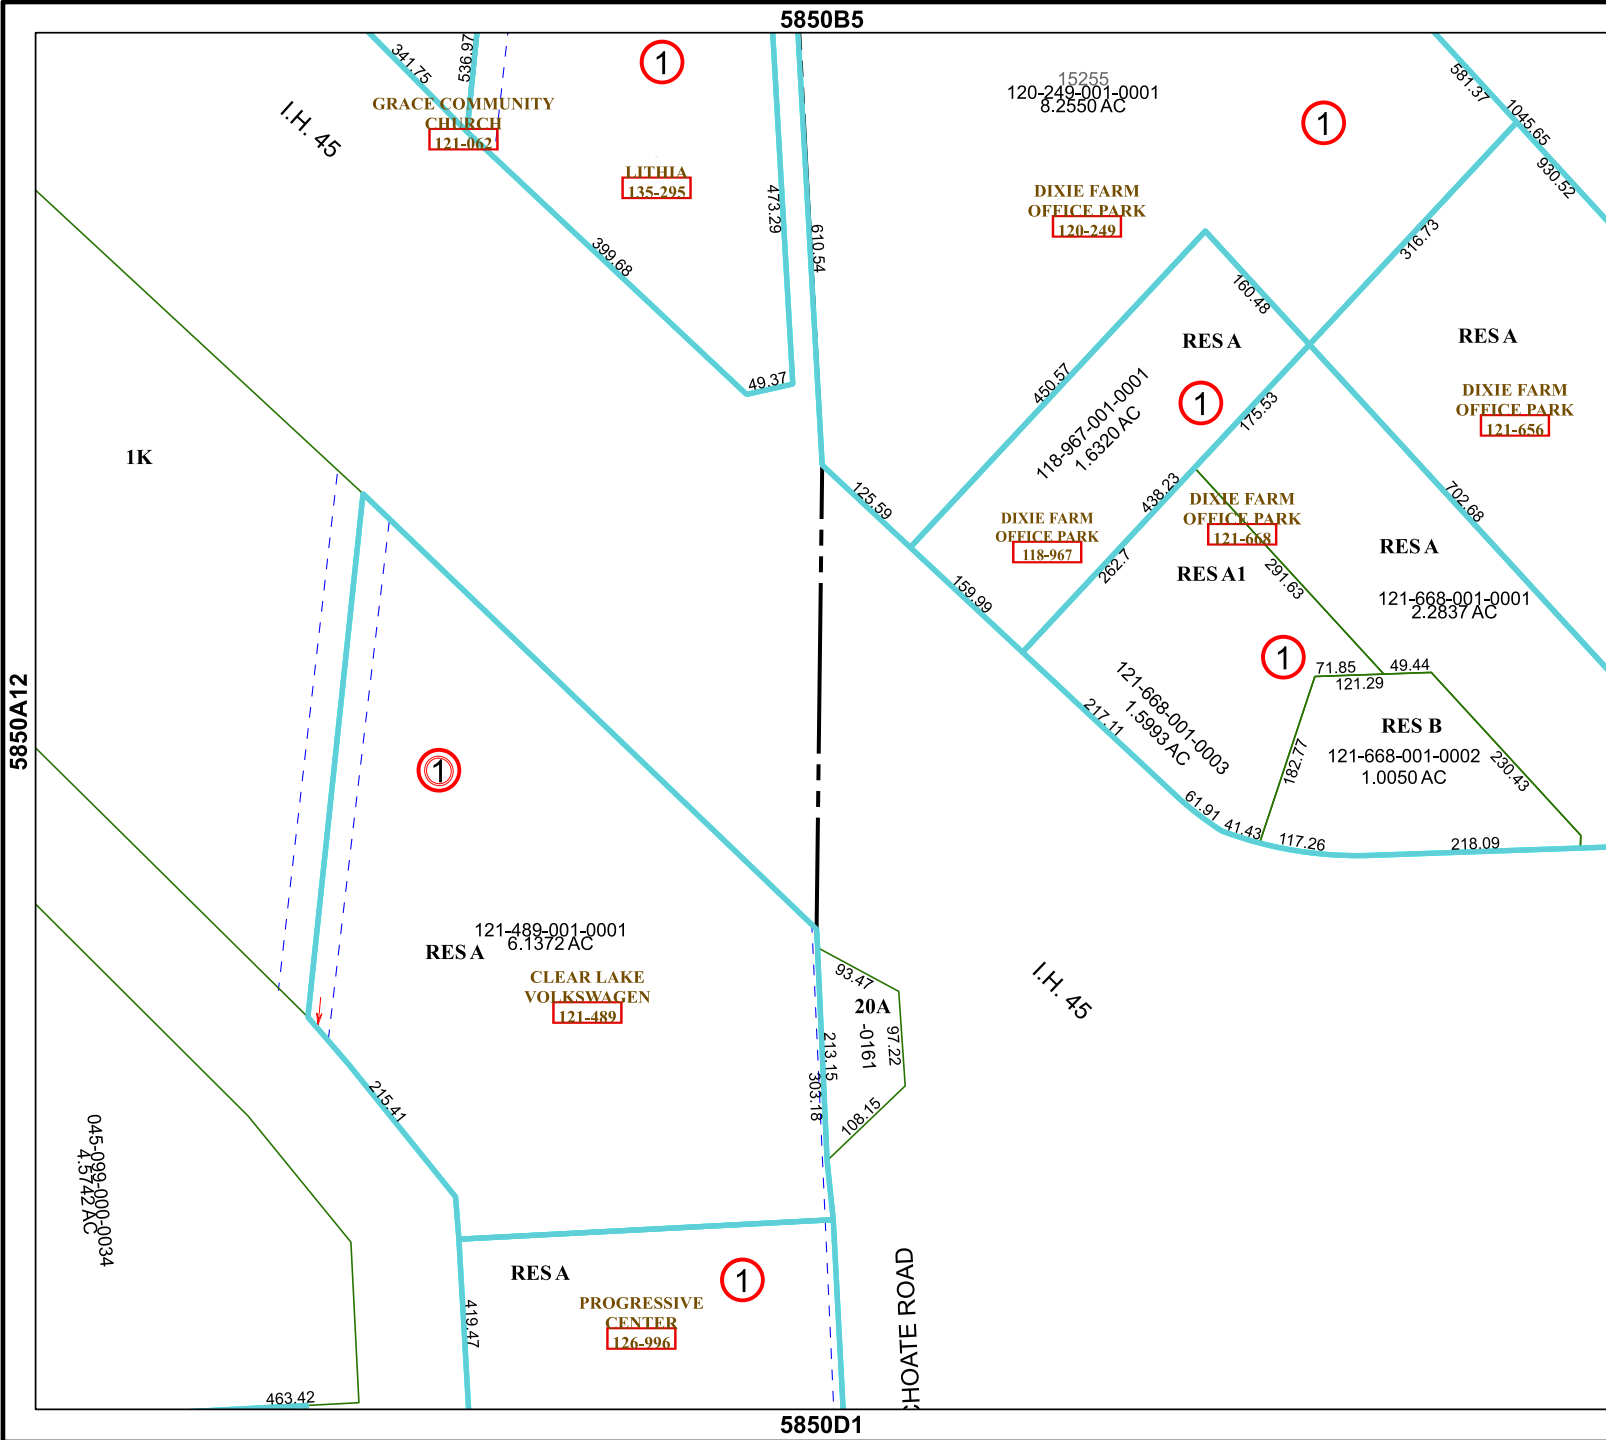 5850B5
341.75
536.97
1
GRACE COMMUNITY
CHURCH
121-062
I.H. 45
LITHIA
135-295
473.29
610.54
399.68
49.37
15255
120-249-001-0001
8.2550 AC
1
581.37
1045.65
930.52
DIXIE FARM
OFFICE PARK
120-249
316.73
160.48
RES A
RES A
450.57
118-967-001-0001
1.6320 AC
1
175.53
DIXIE FARM
OFFICE PARK
121-656
1K
125.59
438.23
DIXIE FARM
OFFICE PARK
121-668
702.68
DIXIE FARM
OFFICE PARK
118-967
262.7
RES A1
291.63
RES A
121-668-001-0001
2.2837 AC
159.99
1
71.85
49.44
121.29
121-668-001-0003
1.5993 AC
217.11
RES B
121-668-001-0002
1.0050 AC
182.77
230.43
61.91
41.43
117.26
218.09
5850A12
1
121-489-001-0001
6.1372 AC
RES A
CLEAR LAKE
VOLKSWAGEN
121-489
93.47
20A
-0161
97.22
213.15
303.18
108.15
I.H. 45
215.41
045-099-000-0034
4.5742 AC
RES A
1
PROGRESSIVE
CENTER
126-996
419.47
CHOATE ROAD
463.42
5850D1